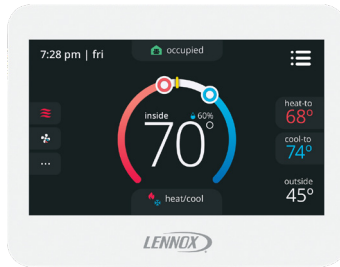 7:28 pm | fri
occupied
inside
60%
70°
heat-to
68°
cool-to
74°
outside
45°
heat/cool
LENNOX